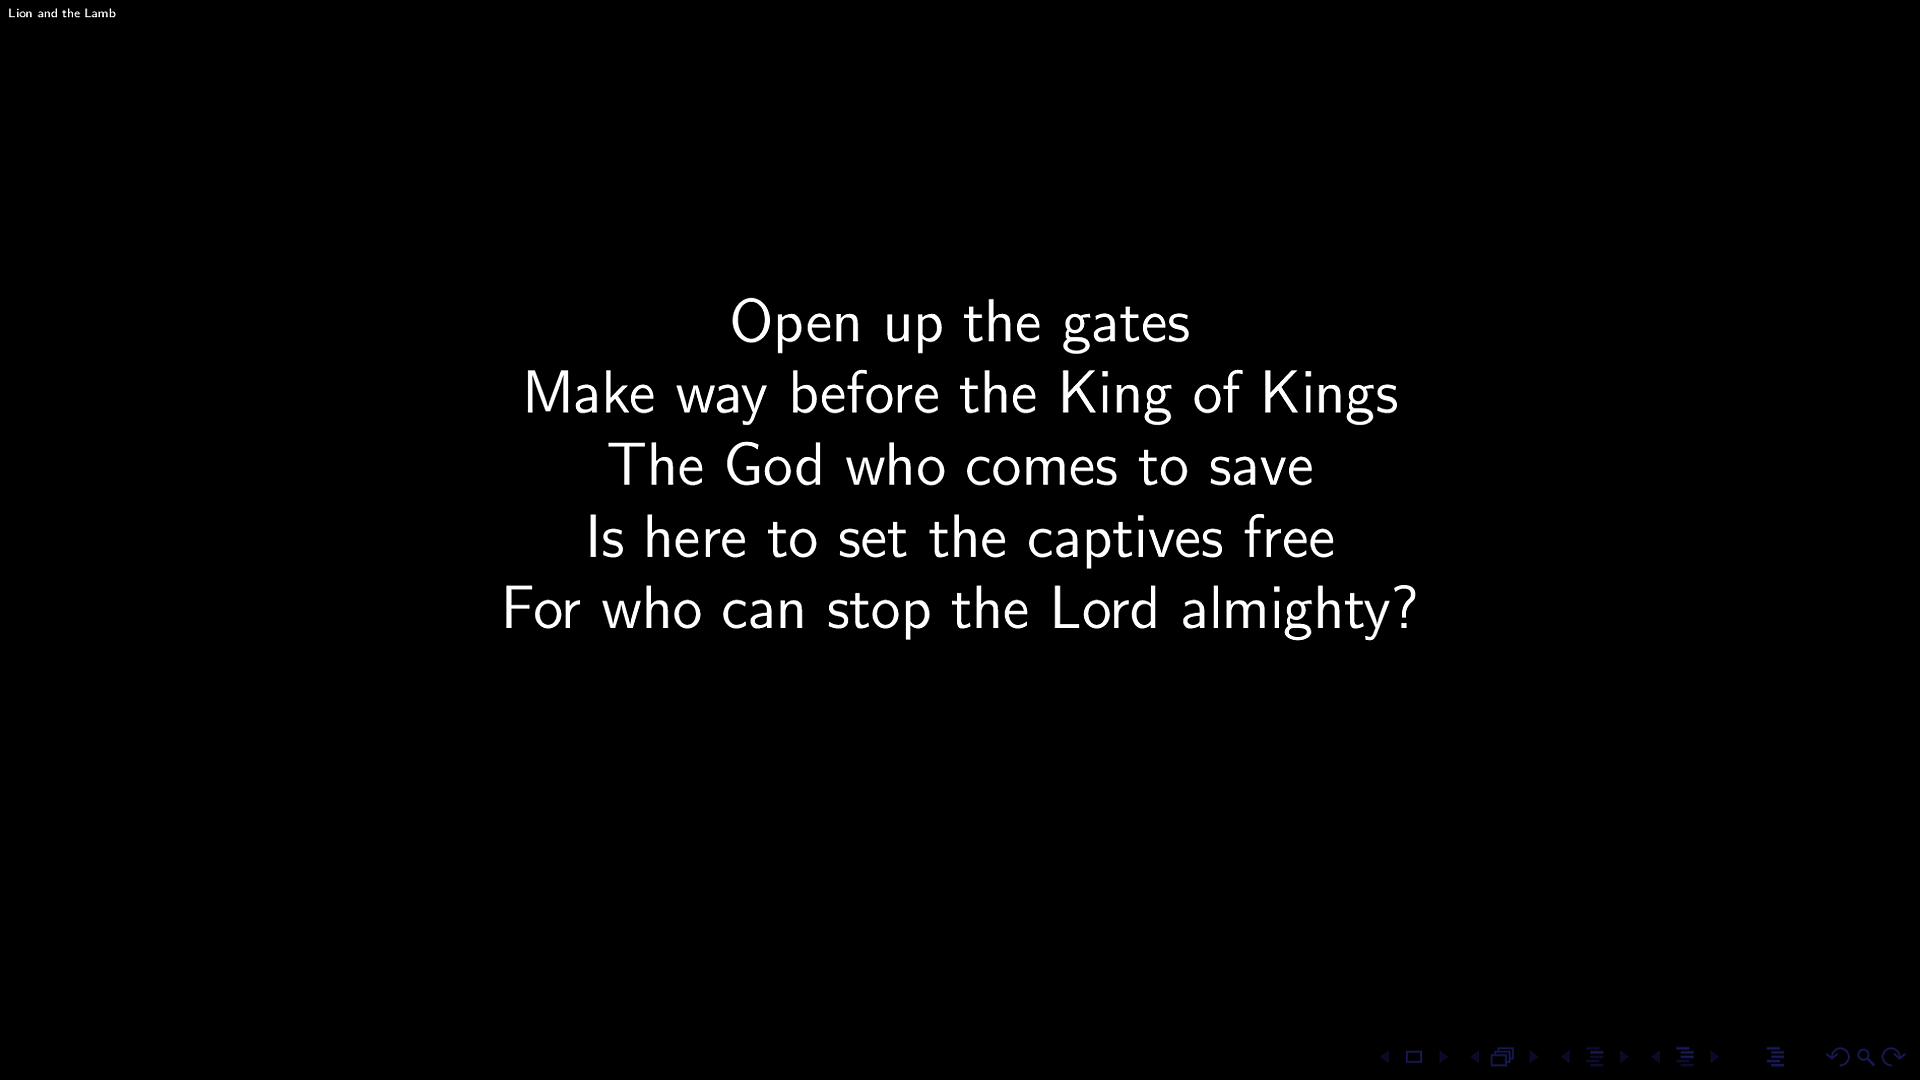 Lion and the Lamb
Open up the gates
Make way before the King of Kings
The God who comes to save
Is here to set the captives free
For who can stop the Lord almighty?